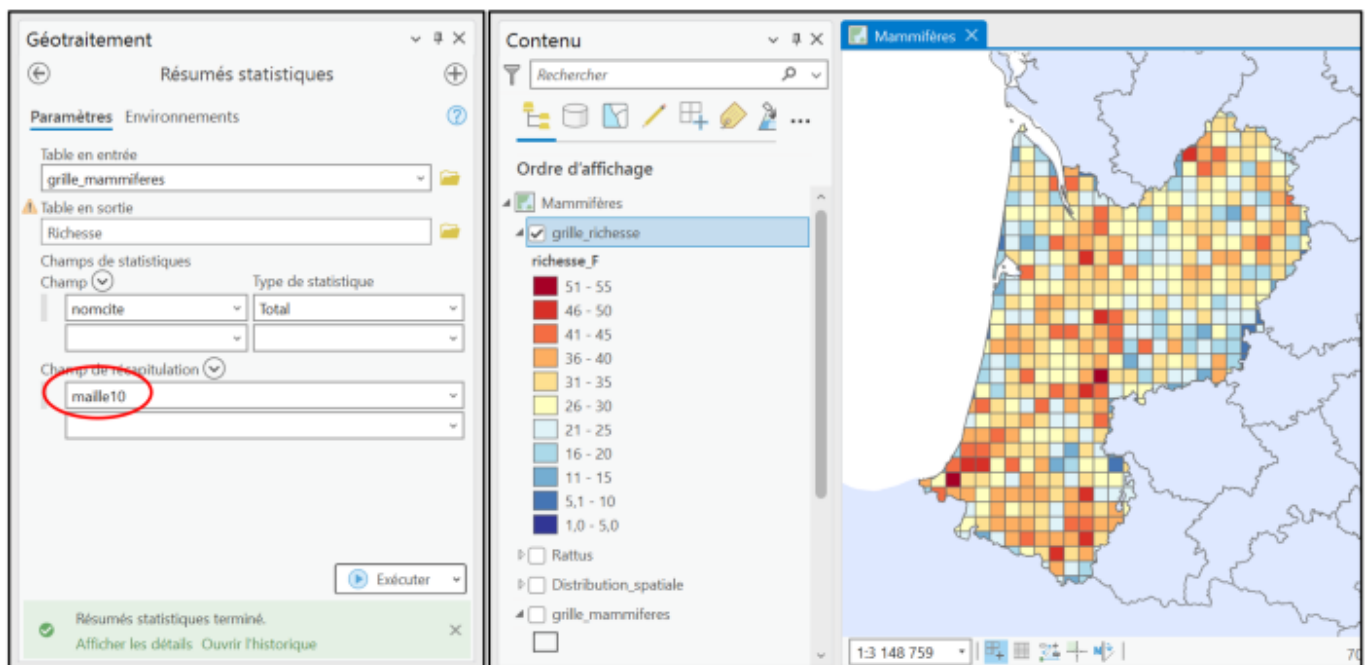 Géotraitement
Résumés statistiques
Paramètres Environnements
Table en entrée
grille_mammiferes
Table en sortie
Richesse
Champs de statistiques
Champ Type de statistique
nomcite Total
Champ de récapitulation
maille10
Exécuter
Résumés statistiques terminé.
Afficher les détails Ouvrir l'historique
Contenu
Rechercher
Ordre d'affichage
Mammifères
grille_richesse
richesse_F
51 - 55
46 - 50
41 - 45
36 - 40
31 - 35
26 - 30
21 - 25
16 - 20
11 - 15
5,1 - 10
1,0 - 5,0
Rattus
Distribution_spatiale
grille_mammiferes
Mammifères
1:3 148 759
70